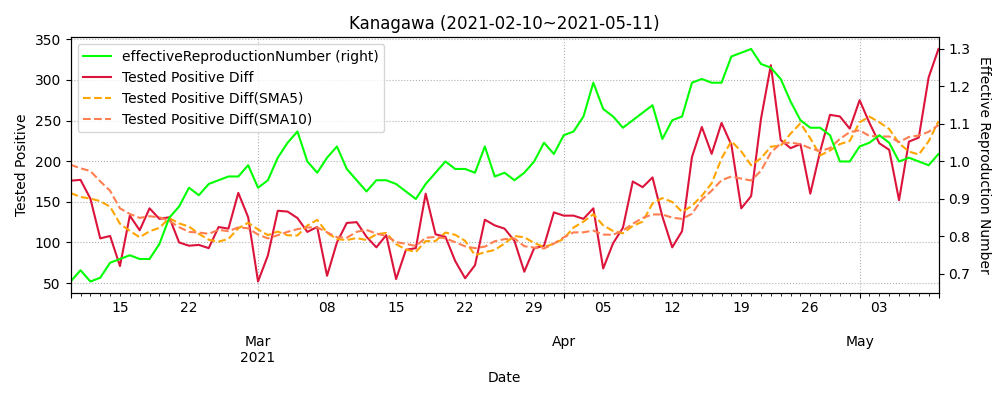 Kanagawa (2021-02-10~2021-05-11)
effectiveReproductionNumber (right)
Tested Positive Diff
Tested Positive Diff(SMA5)
Tested Positive Diff(SMA10)
Tested Positive
350
300
250
200
150
100
50
Effective Reproduction Number
1.3
1.2
1.1
1.0
0.9
0.8
0.7
15 22 08 15 22 29 05 12 19 26 03
Mar Apr May
2021
Date